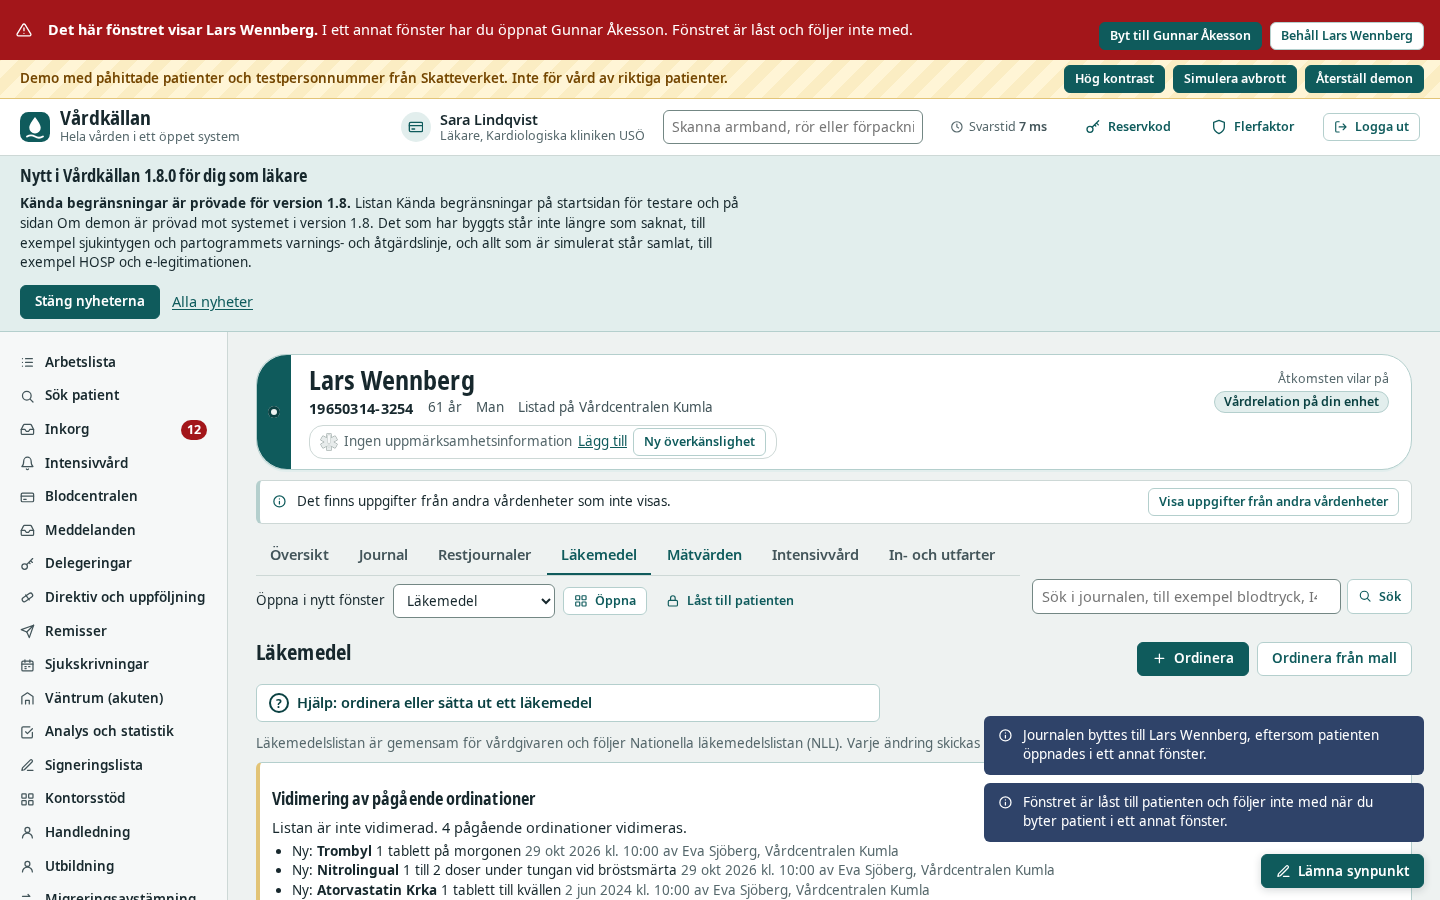 Det här fönstret visar Lars Wennberg. I ett annat fönster har du öppnat Gunnar Åkesson. Fönstret är låst och följer inte med.
Byt till Gunnar Åkesson
Behåll Lars Wennberg
Demo med påhittade patienter och testpersonnummer från Skatteverket. Inte för vård av riktiga patienter.
Hög kontrast
Simulera avbrott
Återställ demon
Vårdkällan
Hela vården i ett öppet system
Sara Lindqvist
Läkare, Kardiologiska kliniken USÖ
Skanna armband, rör eller förpackni
Svarstid 7 ms
Reservkod
Flerfaktor
Logga ut
Nytt i Vårdkällan 1.8.0 för dig som läkare
Kända begränsningar är prövade för version 1.8. Listan Kända begränsningar på startsidan för testare och på
sidan Om demon är prövad mot systemet i version 1.8. Det som har byggts står inte längre som saknat, till
exempel sjukintygen och partogrammets varnings- och åtgärdslinje, och allt som är simulerat står samlat, till
exempel HOSP och e-legitimationen.
Stäng nyheterna
Alla nyheter
Arbetslista
Sök patient
Inkorg
12
Intensivvård
Blodcentralen
Meddelanden
Delegeringar
Direktiv och uppföljning
Remisser
Sjukskrivningar
Väntrum (akuten)
Analys och statistik
Signeringslista
Kontorsstöd
Handledning
Utbildning
Migreringsavstämning
Lars Wennberg
19650314-3254
61 år
Man
Listad på Vårdcentralen Kumla
Ingen uppmärksamhetsinformation
Lägg till
Ny överkänslighet
Åtkomsten vilar på
Vårdrelation på din enhet
Det finns uppgifter från andra vårdenheter som inte visas.
Visa uppgifter från andra vårdenheter
Översikt
Journal
Restjournaler
Läkemedel
Mätvärden
Intensivvård
In- och utfarter
Öppna i nytt fönster
Läkemedel
Öppna
Låst till patienten
Sök i journalen, till exempel blodtryck, I4
Sök
Läkemedel
Ordinera
Ordinera från mall
Hjälp: ordinera eller sätta ut ett läkemedel
Läkemedelslistan är gemensam för vårdgivaren och följer Nationella läkemedelslistan (NLL). Varje ändring skickas
Vidimering av pågående ordinationer
Listan är inte vidimerad. 4 pågående ordinationer vidimeras.
Ny: Trombyl 1 tablett på morgonen 29 okt 2026 kl. 10:00 av Eva Sjöberg, Vårdcentralen Kumla
Ny: Nitrolingual 1 till 2 doser under tungan vid bröstsmärta 29 okt 2026 kl. 10:00 av Eva Sjöberg, Vårdcentralen Kumla
Ny: Atorvastatin Krka 1 tablett till kvällen 2 jun 2024 kl. 10:00 av Eva Sjöberg, Vårdcentralen Kumla
Journalen byttes till Lars Wennberg, eftersom patienten
öppnades i ett annat fönster.
Fönstret är låst till patienten och följer inte med när du
byter patient i ett annat fönster.
Lämna synpunkt